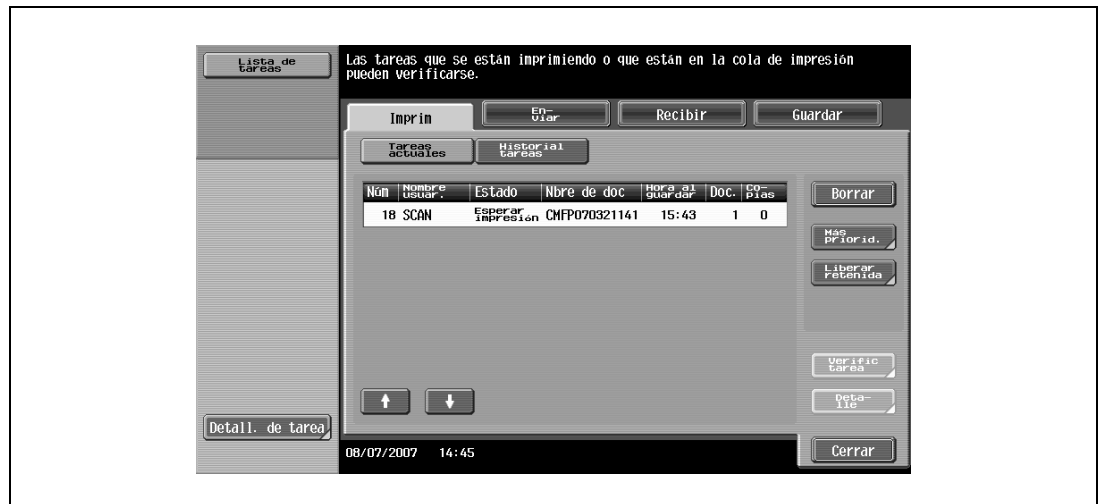 Lista de
tareas
Las tareas que se están imprimiendo o que están en la cola de impresión
pueden verificarse.
Imprim
En-
viar
Recibir
Guardar
Tareas
actuales
Historial
tareas
Núm Nombre usuar. Estado Nbre de doc Hora al guardar Doc. Co-pias
18 SCAN Esperar impresión CMFP070321141 15:43 1 0
Borrar
Más
priorid.
Liberar
retenida
Verific
tarea
Deta-
lle
Detall. de tarea
08/07/2007 14:45
Cerrar